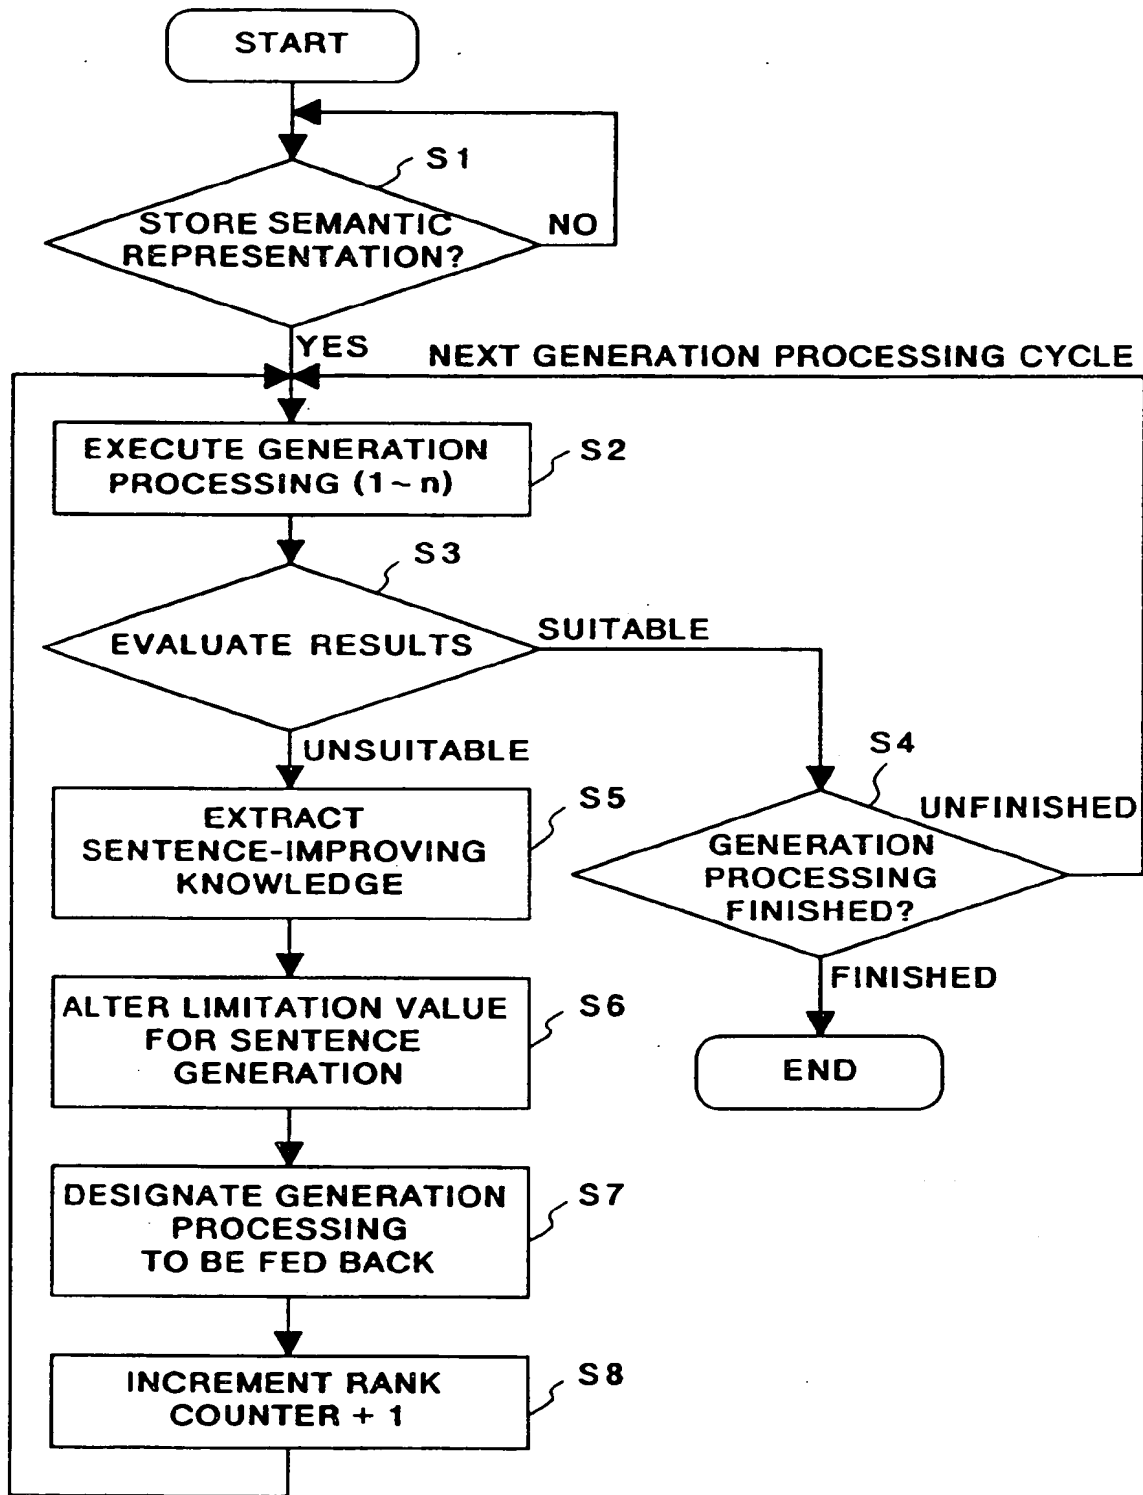 START
S1
STORE SEMANTIC
REPRESENTATION?
NO
YES
NEXT GENERATION PROCESSING CYCLE
EXECUTE GENERATION
PROCESSING (1~n)
S2
S3
EVALUATE RESULTS
SUITABLE
UNSUITABLE
S4
UNFINISHED
GENERATION
PROCESSING
FINISHED?
FINISHED
END
EXTRACT
SENTENCE-IMPROVING
KNOWLEDGE
S5
ALTER LIMITATION VALUE
FOR SENTENCE
GENERATION
S6
DESIGNATE GENERATION
PROCESSING
TO BE FED BACK
S7
INCREMENT RANK
COUNTER + 1
S8